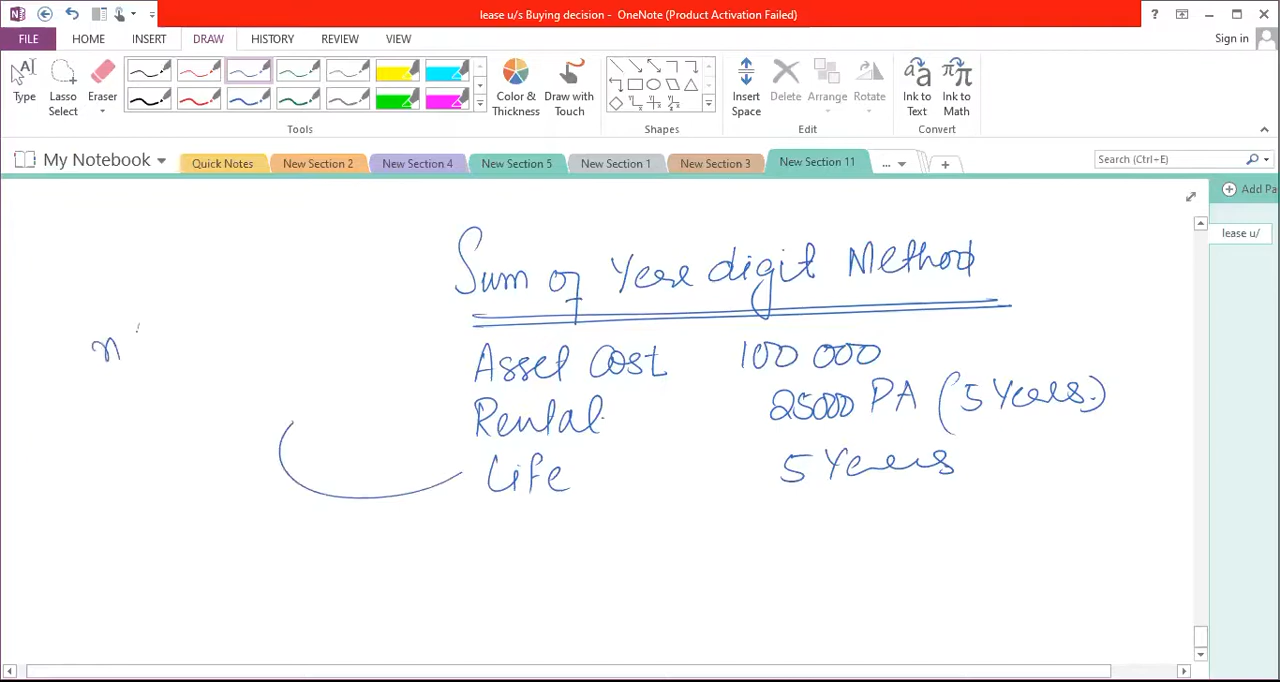 lease u/s Buying decision - OneNote (Product Activation Failed)
?
FILE HOME INSERT DRAW HISTORY REVIEW VIEW
Sign in
Type
Lasso Select
Eraser
Color & Thickness
Draw with Touch
Insert Space
Delete
Arrange
Rotate
Ink to Text
Ink to Math
Tools
Shapes
Edit
Convert
My Notebook
Quick Notes
New Section 2
New Section 4
New Section 5
New Section 1
New Section 3
New Section 11
...
Search (Ctrl+E)
Add Pa
lease u/
Sum of Year digit Method
n
Asset Cost 100 000
Rental 25000 PA (5 Years.)
Life 5 Years